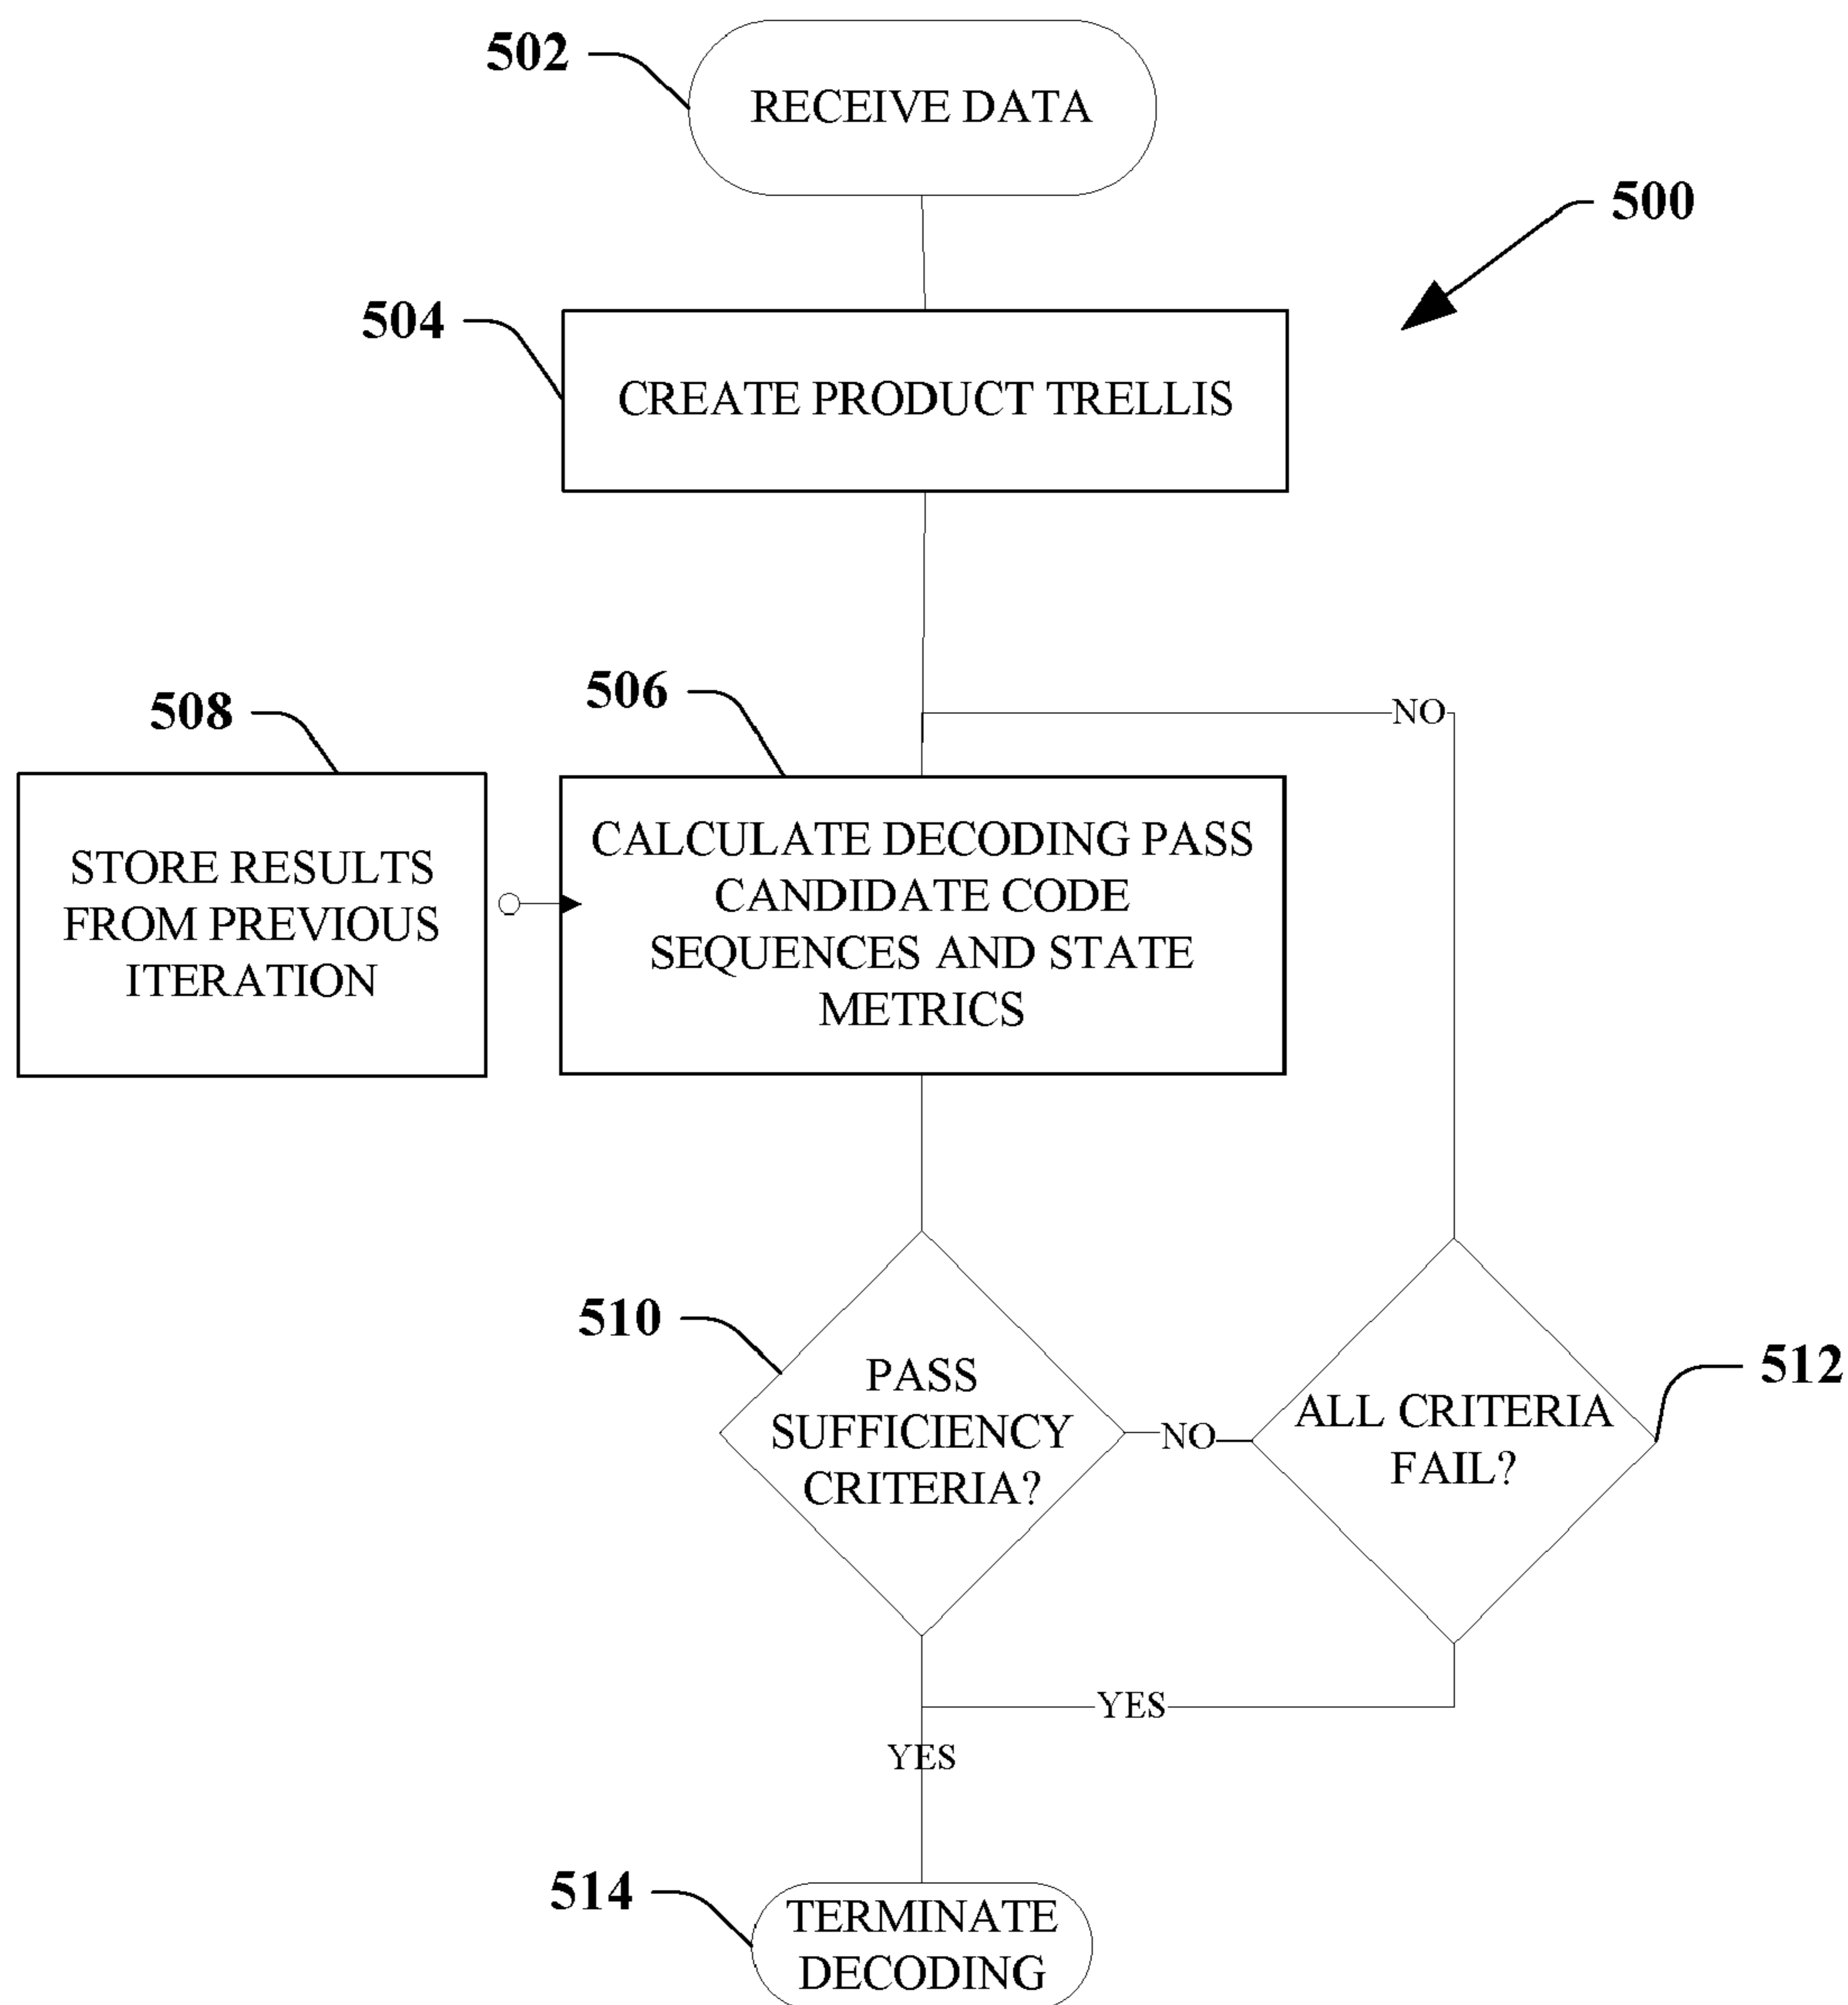 502
RECEIVE DATA
500
504
CREATE PRODUCT TRELLIS
506
508
NO
STORE RESULTS
FROM PREVIOUS
ITERATION
CALCULATE DECODING PASS
CANDIDATE CODE
SEQUENCES AND STATE
METRICS
510
PASS
SUFFICIENCY
CRITERIA?
NO
512
ALL CRITERIA
FAIL?
YES
YES
514
TERMINATE
DECODING